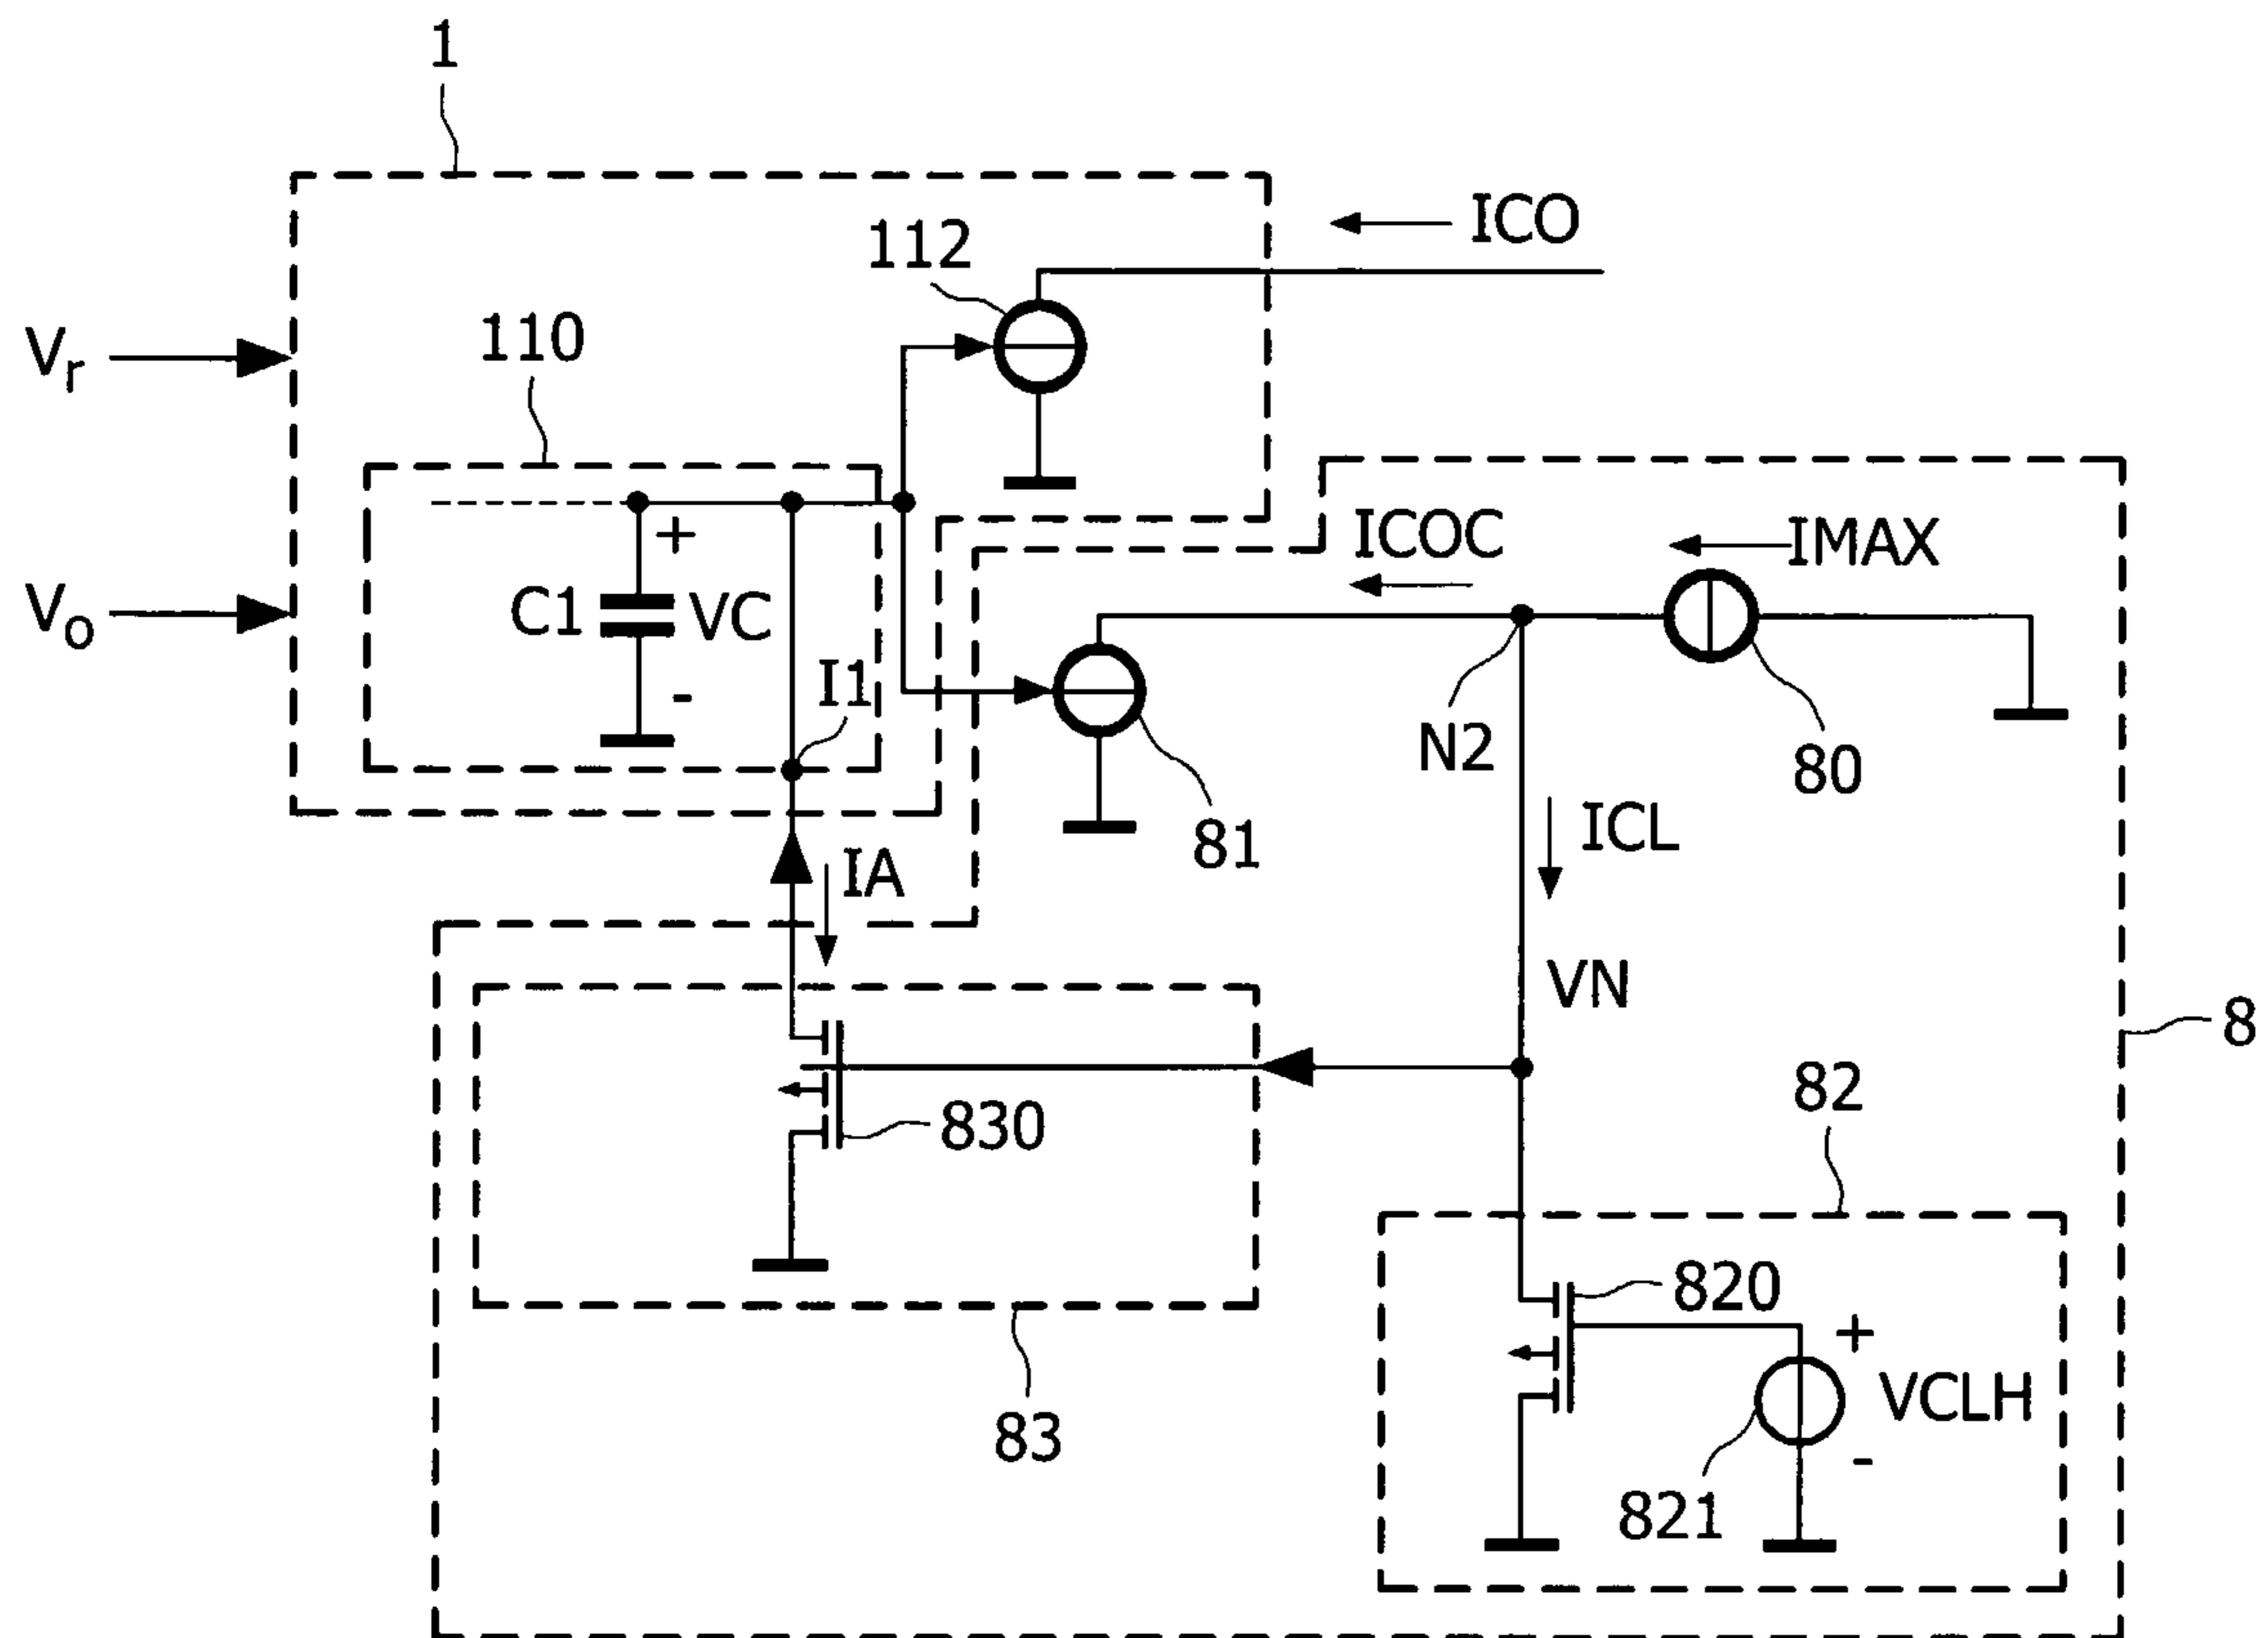 1
ICO
112
Vr
110
ICOC
IMAX
+
C1
VC
Vo
I1
-
N2
80
ICL
81
IA
VN
8
82
830
820
+
VCLH
83
821
-